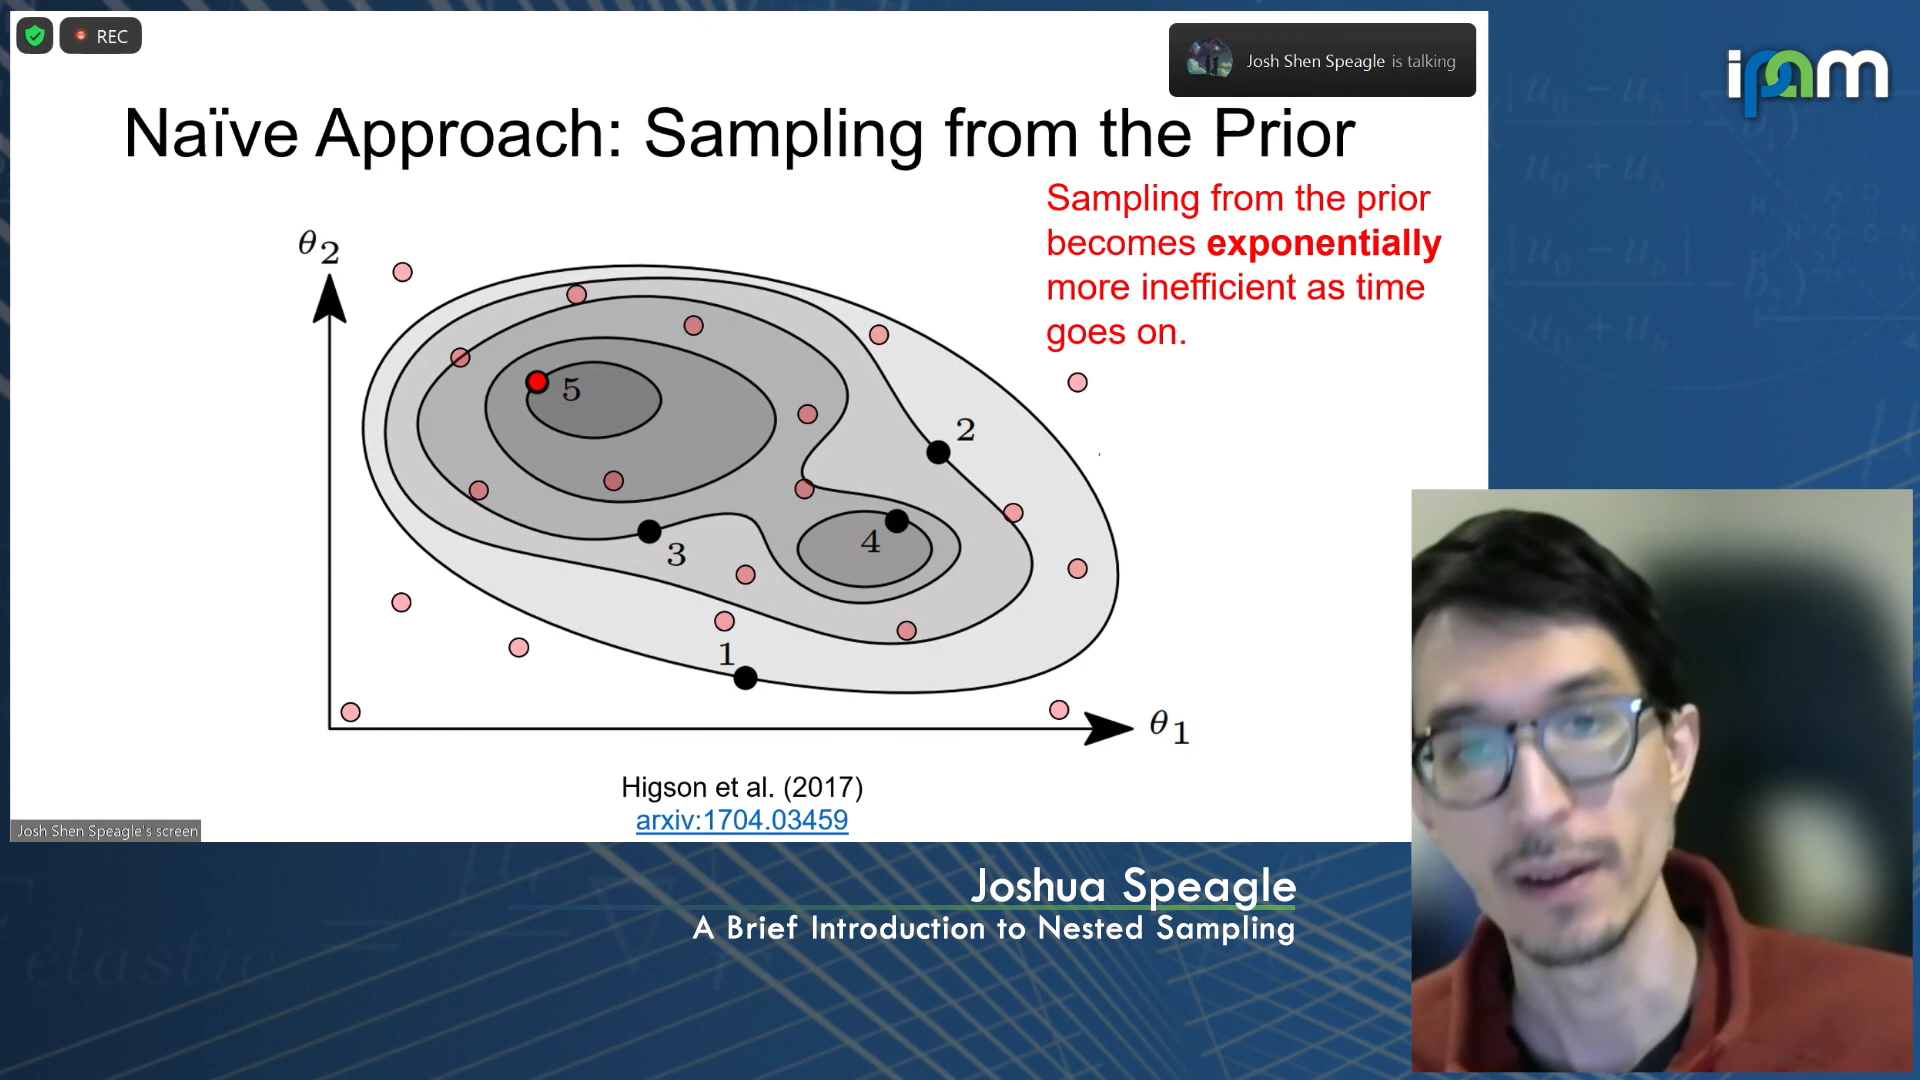 REC
Josh Shen Speagle is talking
ipam
Naïve Approach: Sampling from the Prior
Sampling from the prior
becomes exponentially
more inefficient as time
goes on.
θ2
5
2
4
3
1
θ1
Higson et al. (2017)
arxiv:1704.03459
Josh Shen Speagle's screen
Joshua Speagle
A Brief Introduction to Nested Sampling
elastic